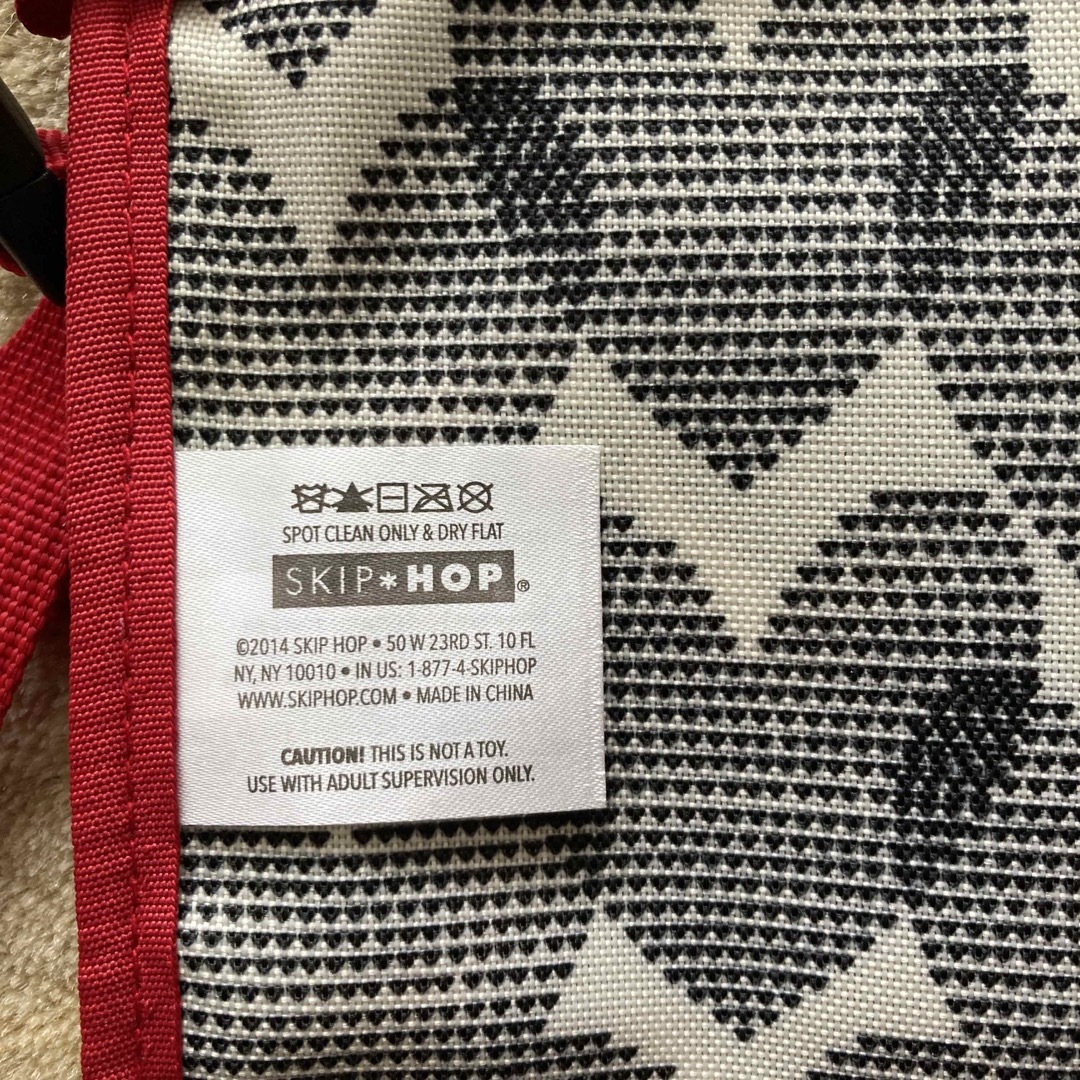 SPOT CLEAN ONLY & DRY FLAT
SKIP*HOP®
©2014 SKIP HOP • 50 W 23RD ST. 10 FL
NY, NY 10010 • IN US: 1-877-4-SKIPHOP
WWW.SKIPHOP.COM • MADE IN CHINA
CAUTION! THIS IS NOT A TOY.
USE WITH ADULT SUPERVISION ONLY.